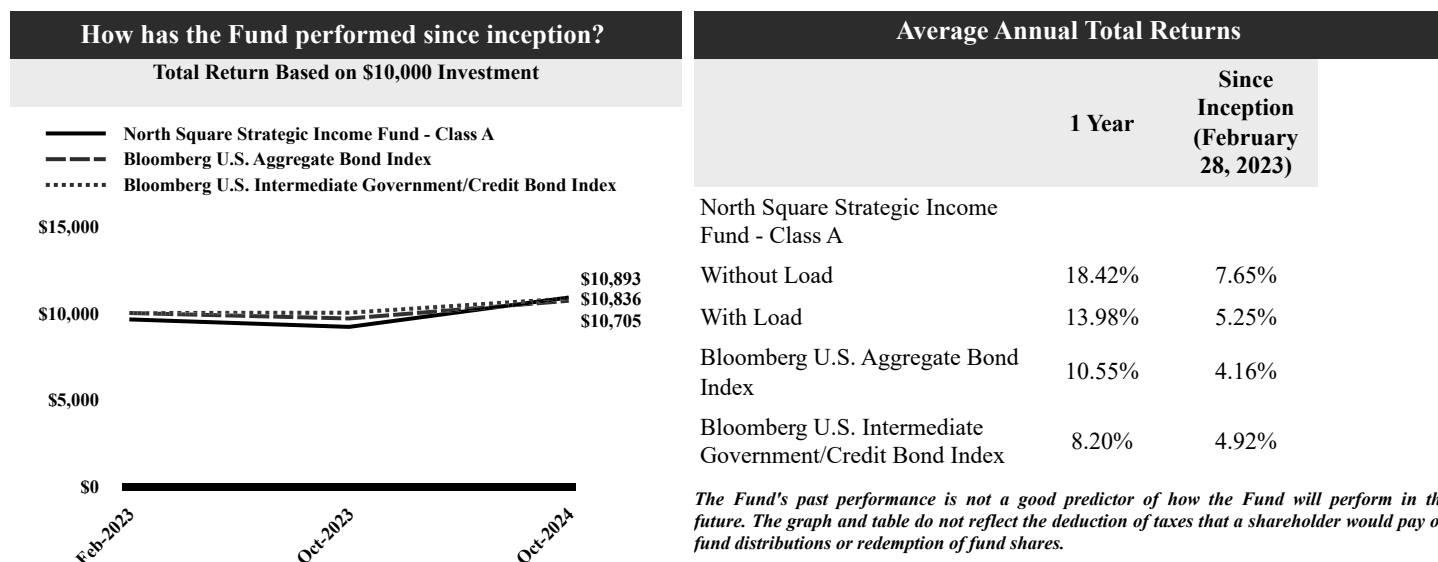 How has the Fund performed since inception?
Total Return Based on $10,000 Investment
North Square Strategic Income Fund - Class A
Bloomberg U.S. Aggregate Bond Index
Bloomberg U.S. Intermediate Government/Credit Bond Index
$15,000
$10,000
$5,000
$0
$10,893
$10,836
$10,705
Feb-2023
Oct-2023
Oct-2024
Average Annual Total Returns
1 Year
Since
Inception
(February
28, 2023)
North Square Strategic Income
Fund - Class A
Without Load 18.42% 7.65%
With Load 13.98% 5.25%
Bloomberg U.S. Aggregate Bond
Index
10.55% 4.16%
Bloomberg U.S. Intermediate
Government/Credit Bond Index
8.20% 4.92%
The Fund's past performance is not a good predictor of how the Fund will perform in
future. The graph and table do not reflect the deduction of taxes that a shareholder would pay
fund distributions or redemption of fund shares.